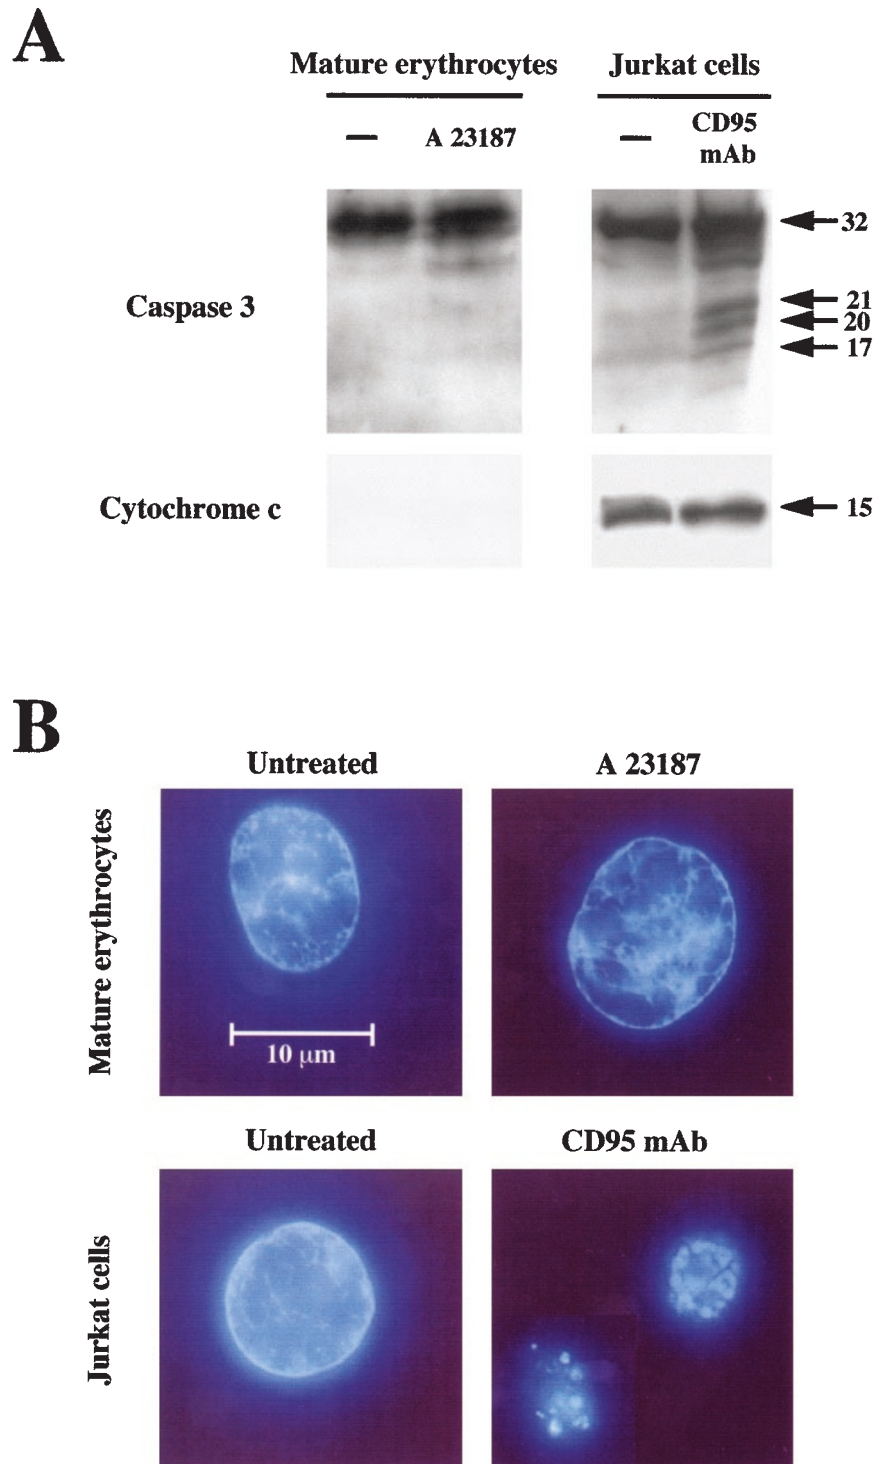 A
Mature erythrocytes Jurkat cells
— A 23187 — CD95 mAb
32
Caspase 3
21
20
17
Cytochrome c
15
B
Untreated A 23187
Mature erythrocytes
10 μm
Untreated CD95 mAb
Jurkat cells